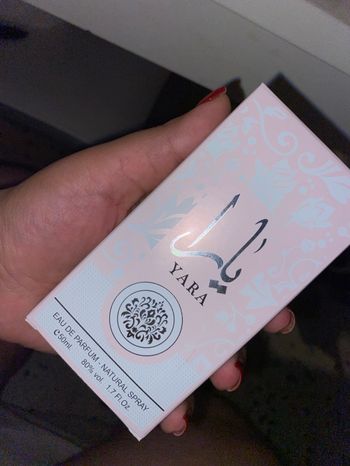 يارا
YARA
EAU DE PARFUM - NATURAL SPRAY
℮50ml. 80% vol. 1.7 Fl.Oz.